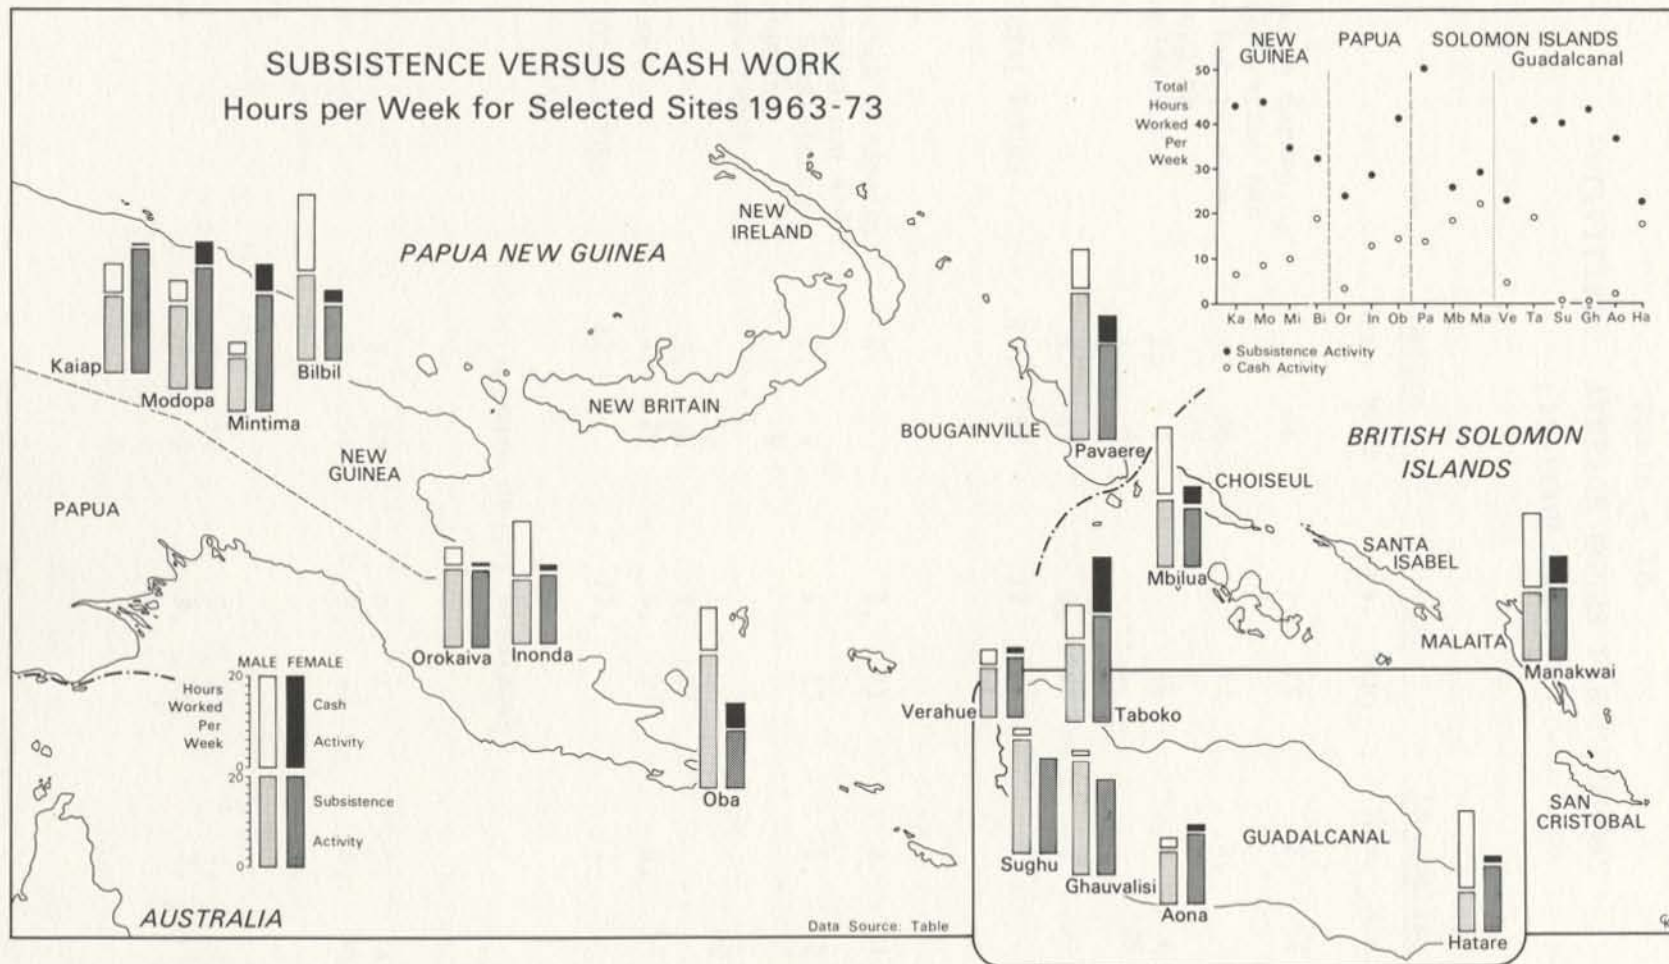 SUBSISTENCE VERSUS CASH WORK
Hours per Week for Selected Sites 1963-73
NEW GUINEA
PAPUA
SOLOMON ISLANDS
Guadalcanal
Total
Hours
Worked
Per
Week
50
40
30
20
10
0
Ka Mo Mi Bi Or In Ob Pa Mb Ma Ve Ta Su Gh Ao Ha
● Subsistence Activity
○ Cash Activity
PAPUA NEW GUINEA
NEW
IRELAND
Kaiap
Modopa
Mintima
Bilbil
NEW BRITAIN
BOUGAINVILLE
Pavaere
BRITISH SOLOMON
ISLANDS
NEW
GUINEA
PAPUA
CHOISEUL
SANTA
ISABEL
Mbilua
MALAITA
Manakwai
Orokaiva
Inonda
Oba
Verahue
Taboko
MALE FEMALE
20
Hours
Worked
Per
Week
Cash
Activity
0
20
Subsistence
Activity
0
SAN
CRISTOBAL
GUADALCANAL
Sughu
Ghauvalisi
Aona
Hatare
AUSTRALIA
Data Source: Table